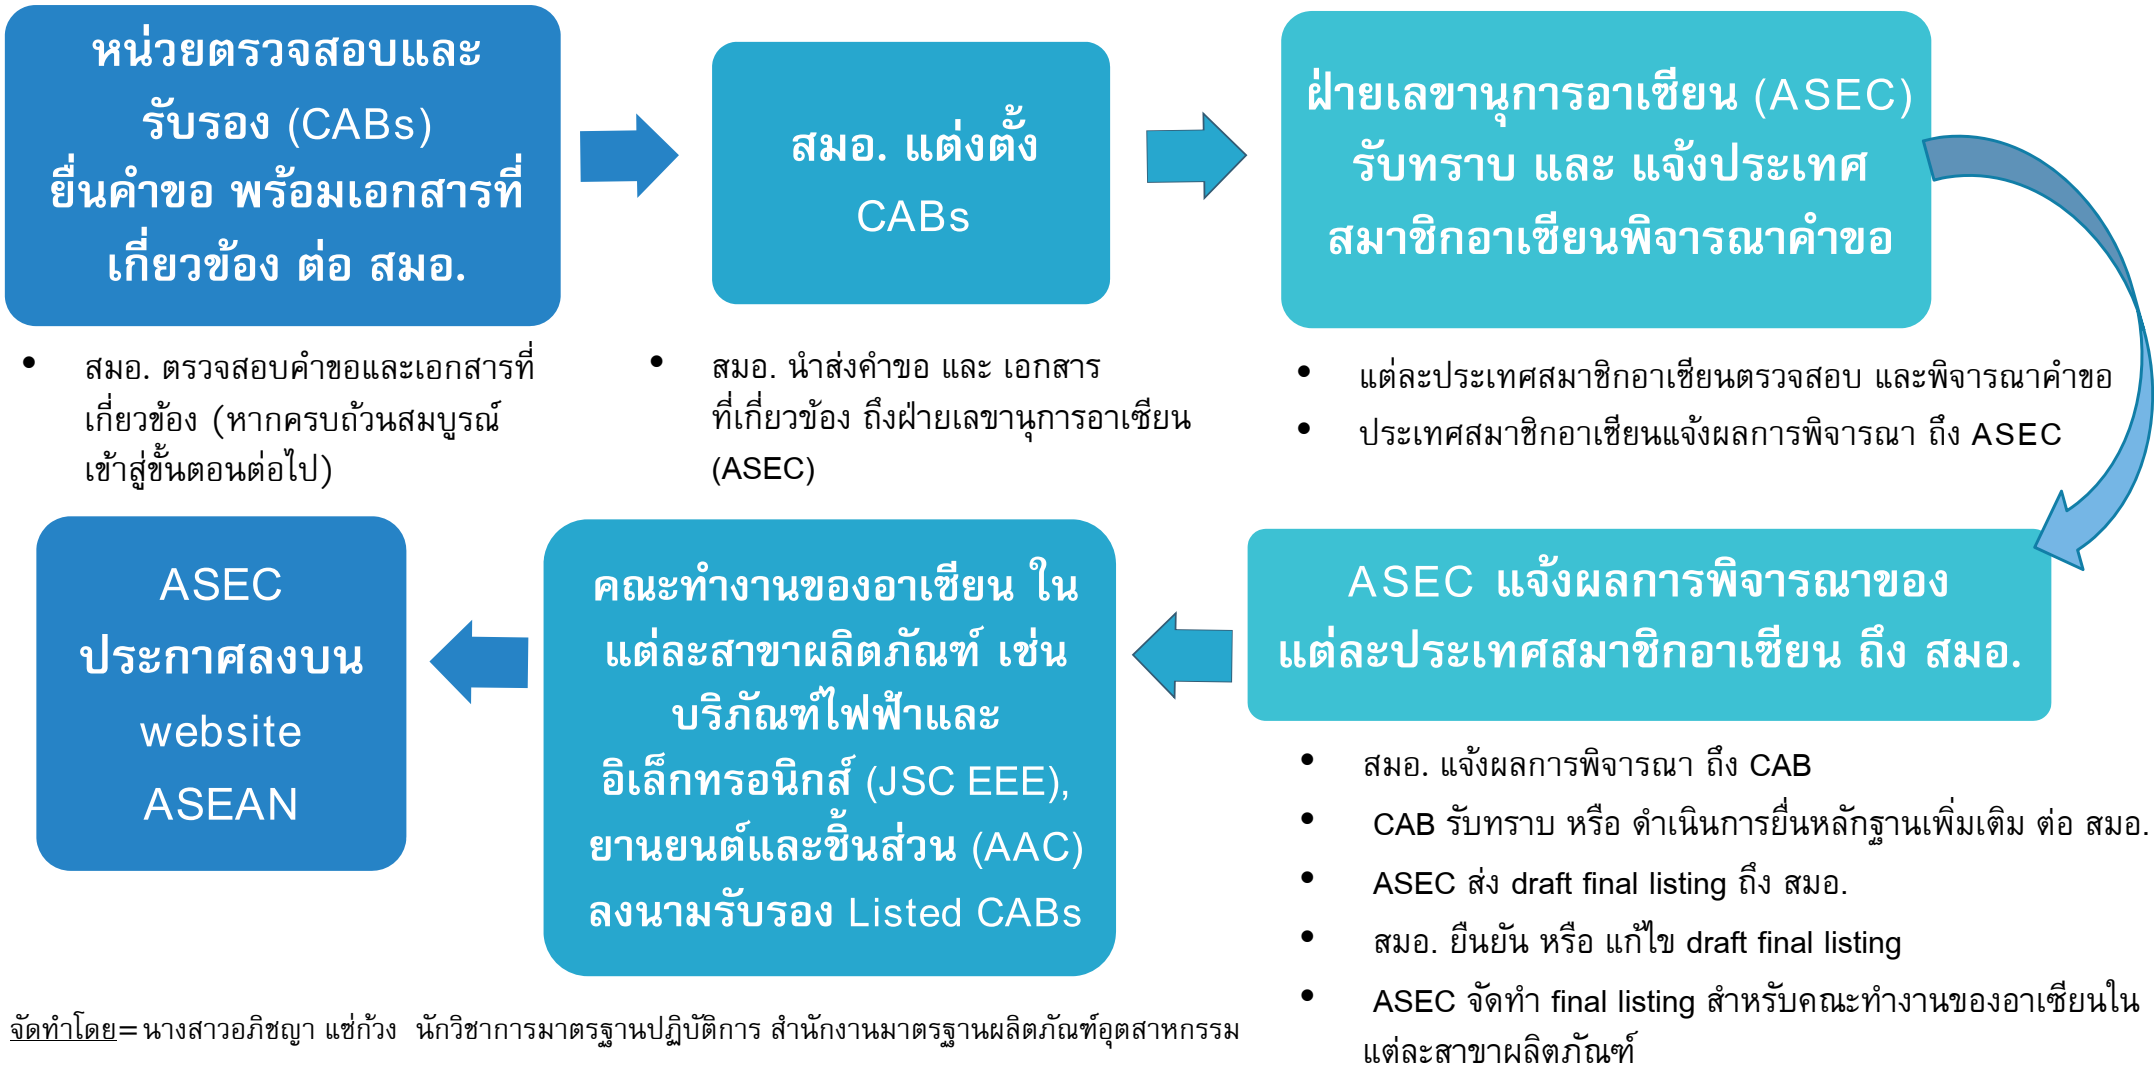 หน่วยตรวจสอบและ
รับรอง (CABs)
ยื่นคำขอ พร้อมเอกสารที่
เกี่ยวข้อง ต่อ สมอ.
สมอ. แต่งตั้ง
CABs
ฝ่ายเลขานุการอาเซียน (ASEC)
รับทราบ และ แจ้งประเทศ
สมาชิกอาเซียนพิจารณาคำขอ
• สมอ. ตรวจสอบคำขอและเอกสารที่
เกี่ยวข้อง (หากครบถ้วนสมบูรณ์
เข้าสู่ขั้นตอนต่อไป)
• สมอ. นำส่งคำขอ และ เอกสาร
ที่เกี่ยวข้อง ถึงฝ่ายเลขานุการอาเซียน
(ASEC)
• แต่ละประเทศสมาชิกอาเซียนตรวจสอบ และพิจารณาคำขอ
• ประเทศสมาชิกอาเซียนแจ้งผลการพิจารณา ถึง ASEC
ASEC แจ้งผลการพิจารณาของ
แต่ละประเทศสมาชิกอาเซียน ถึง สมอ.
• สมอ. แจ้งผลการพิจารณา ถึง CAB
• CAB รับทราบ หรือ ดำเนินการยื่นหลักฐานเพิ่มเติม ต่อ สมอ.
• ASEC ส่ง draft final listing ถึง สมอ.
• สมอ. ยืนยัน หรือ แก้ไข draft final listing
• ASEC จัดทำ final listing สำหรับคณะทำงานของอาเซียนใน
แต่ละสาขาผลิตภัณฑ์
คณะทำงานของอาเซียน ใน
แต่ละสาขาผลิตภัณฑ์ เช่น
บริภัณฑ์ไฟฟ้าและ
อิเล็กทรอนิกส์ (JSC EEE),
ยานยนต์และชิ้นส่วน (AAC)
ลงนามรับรอง Listed CABs
ASEC
ประกาศลงบน
website
ASEAN
จัดทำโดย= นางสาวอภิชญา แซ่ก้วง นักวิชาการมาตรฐานปฏิบัติการ สำนักงานมาตรฐานผลิตภัณฑ์อุตสาหกรรม